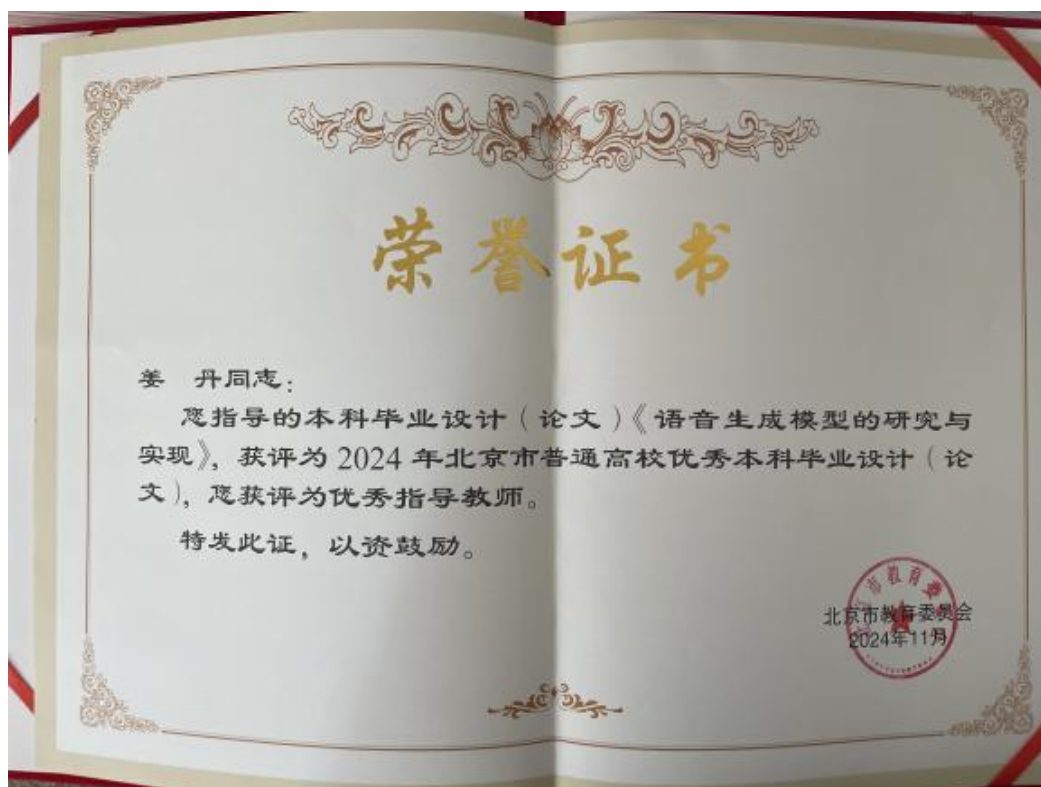 荣誉证书
姜 丹同志：
您指导的本科毕业设计（论文）《语音生成模型的研究与
实现》，获评为 2024 年北京市普通高校优秀本科毕业设计（论
文），您获评为优秀指导教师。
特发此证，以资鼓励。
北京市教育委员会
2024年11月